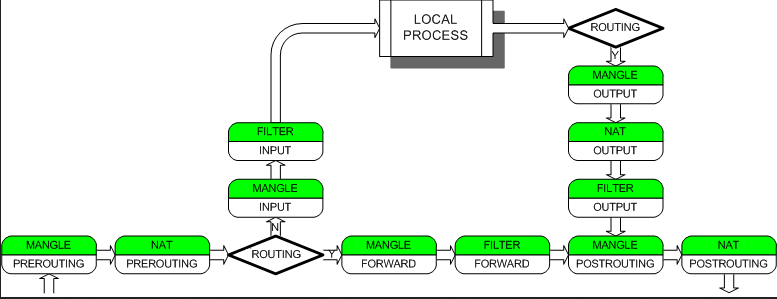 LOCAL
PROCESS
ROUTING
Y
MANGLE
OUTPUT
NAT
OUTPUT
FILTER
OUTPUT
FILTER
INPUT
MANGLE
INPUT
N
MANGLE
PREROUTING
NAT
PREROUTING
ROUTING
Y
MANGLE
FORWARD
FILTER
FORWARD
MANGLE
POSTROUTING
NAT
POSTROUTING